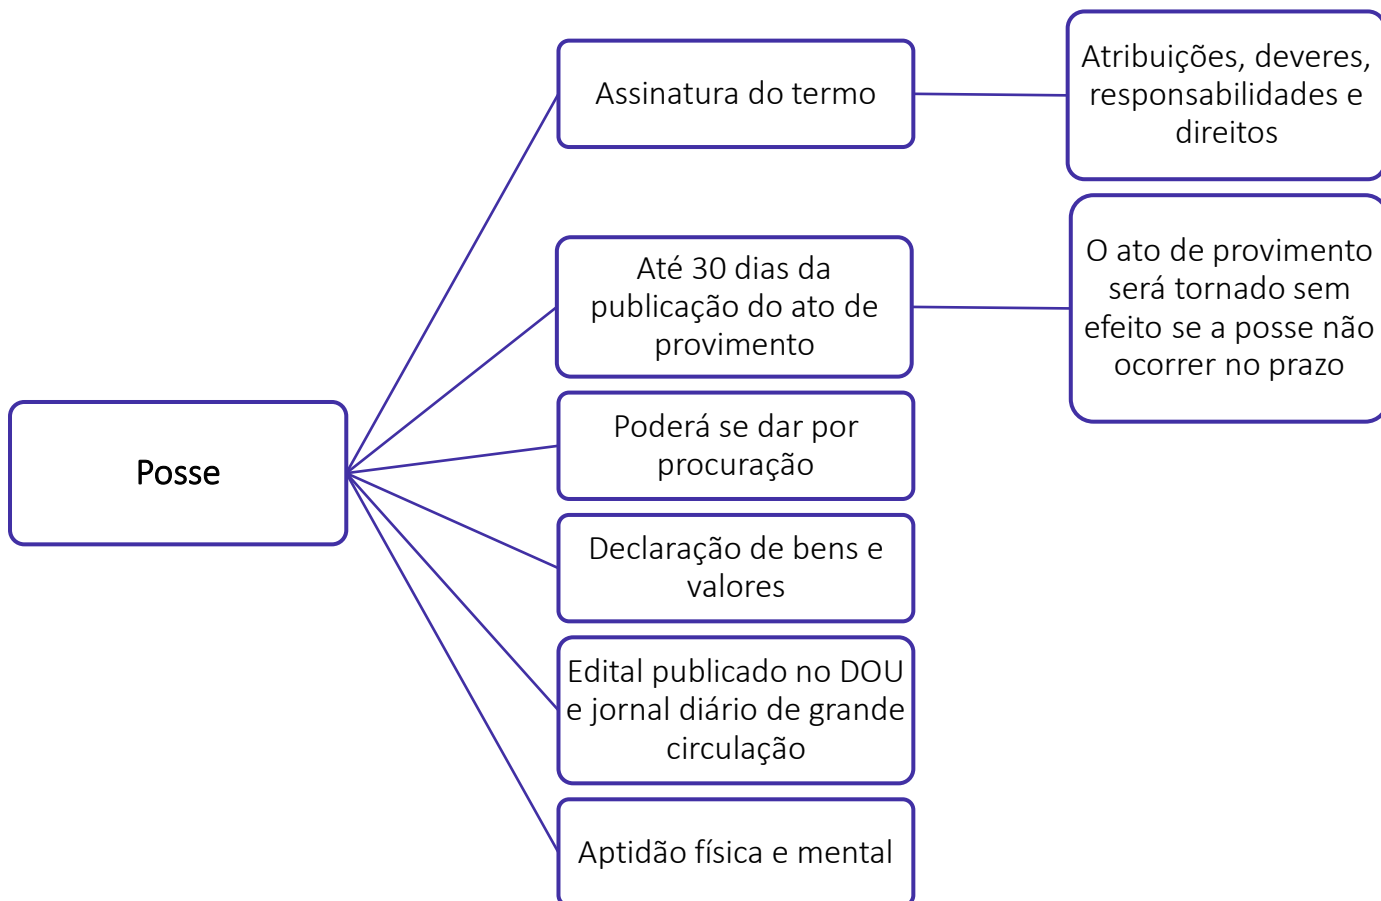 Posse
Assinatura do termo
Atribuições, deveres,
responsabilidades e
direitos
Até 30 dias da
publicação do ato de
provimento
O ato de provimento
será tornado sem
efeito se a posse não
ocorrer no prazo
Poderá se dar por
procuração
Declaração de bens e
valores
Edital publicado no DOU
e jornal diário de grande
circulação
Aptidão física e mental